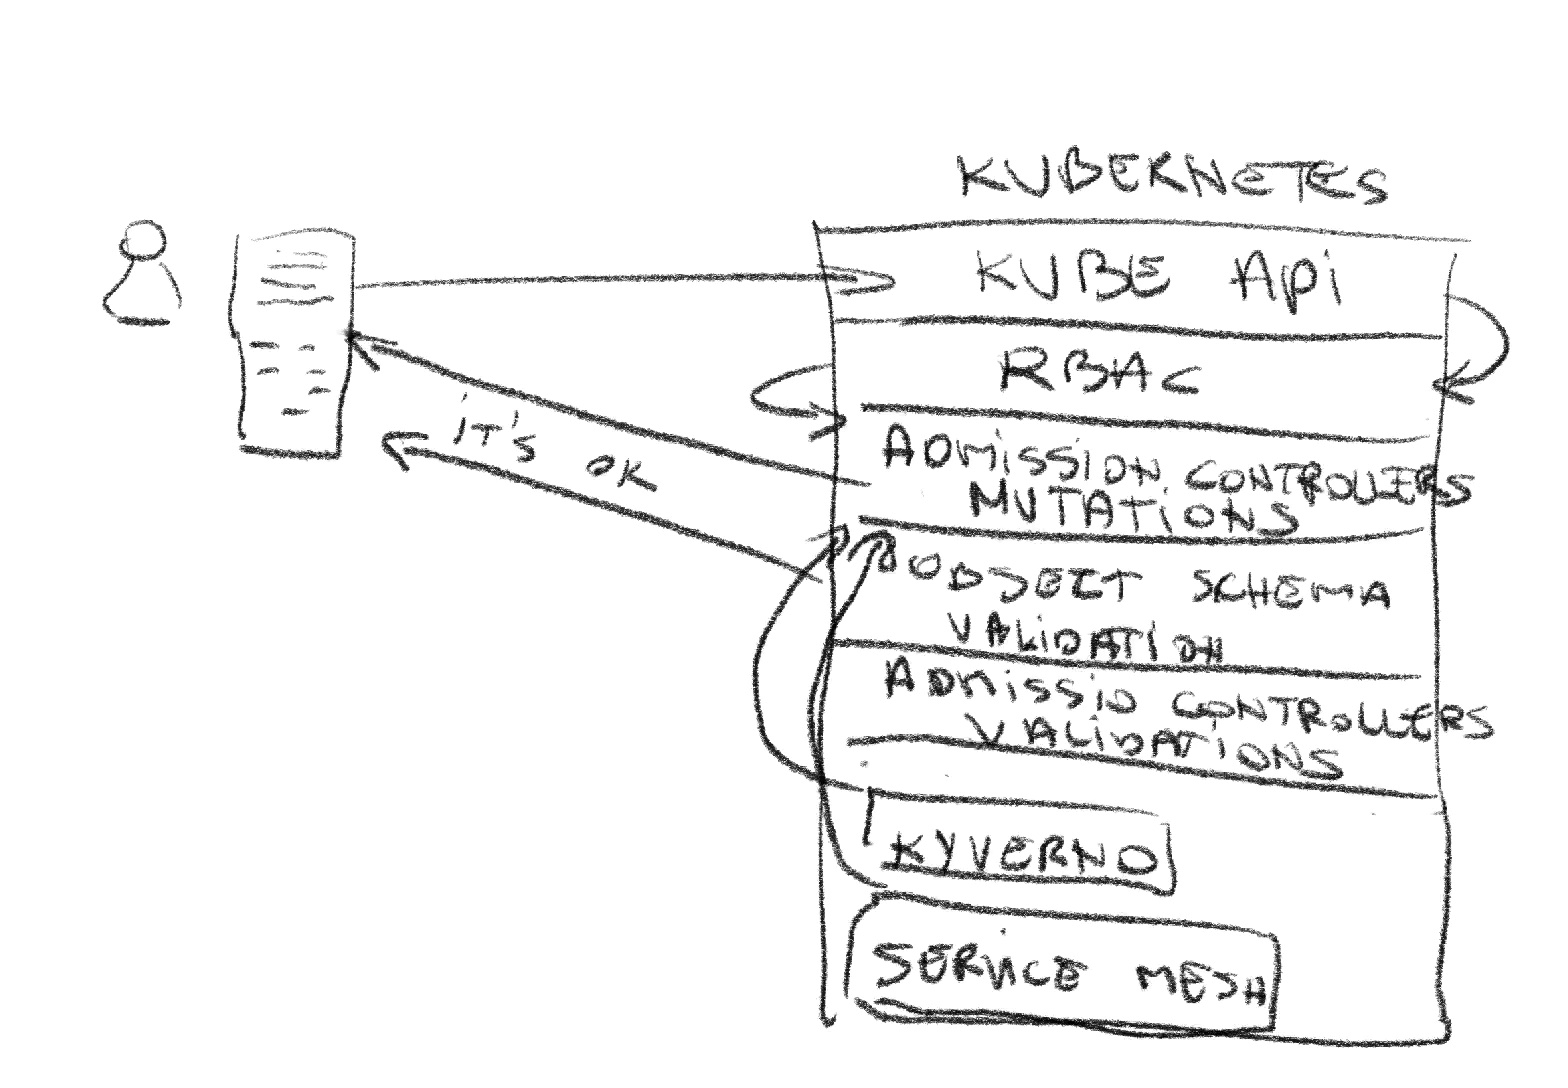 KUBERNETES
KUBE Api
RBAC
ADMISSION CONTROLLERS
MUTATIONS
iT'S OK
OBJECT SCHEMA
VALIDATION
ADMISSIO CONTROLLERS
VALIDATIONS
KYVERNO
SERVICE MESH